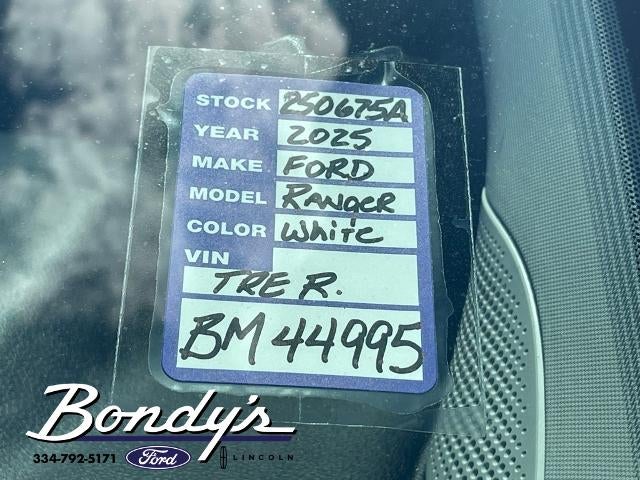 STOCK 250675A
YEAR 2025
MAKE FORD
MODEL RANGER
COLOR White
VIN
TRE R.
BM 44995
Bondy's
334-792-5171 Ford LINCOLN